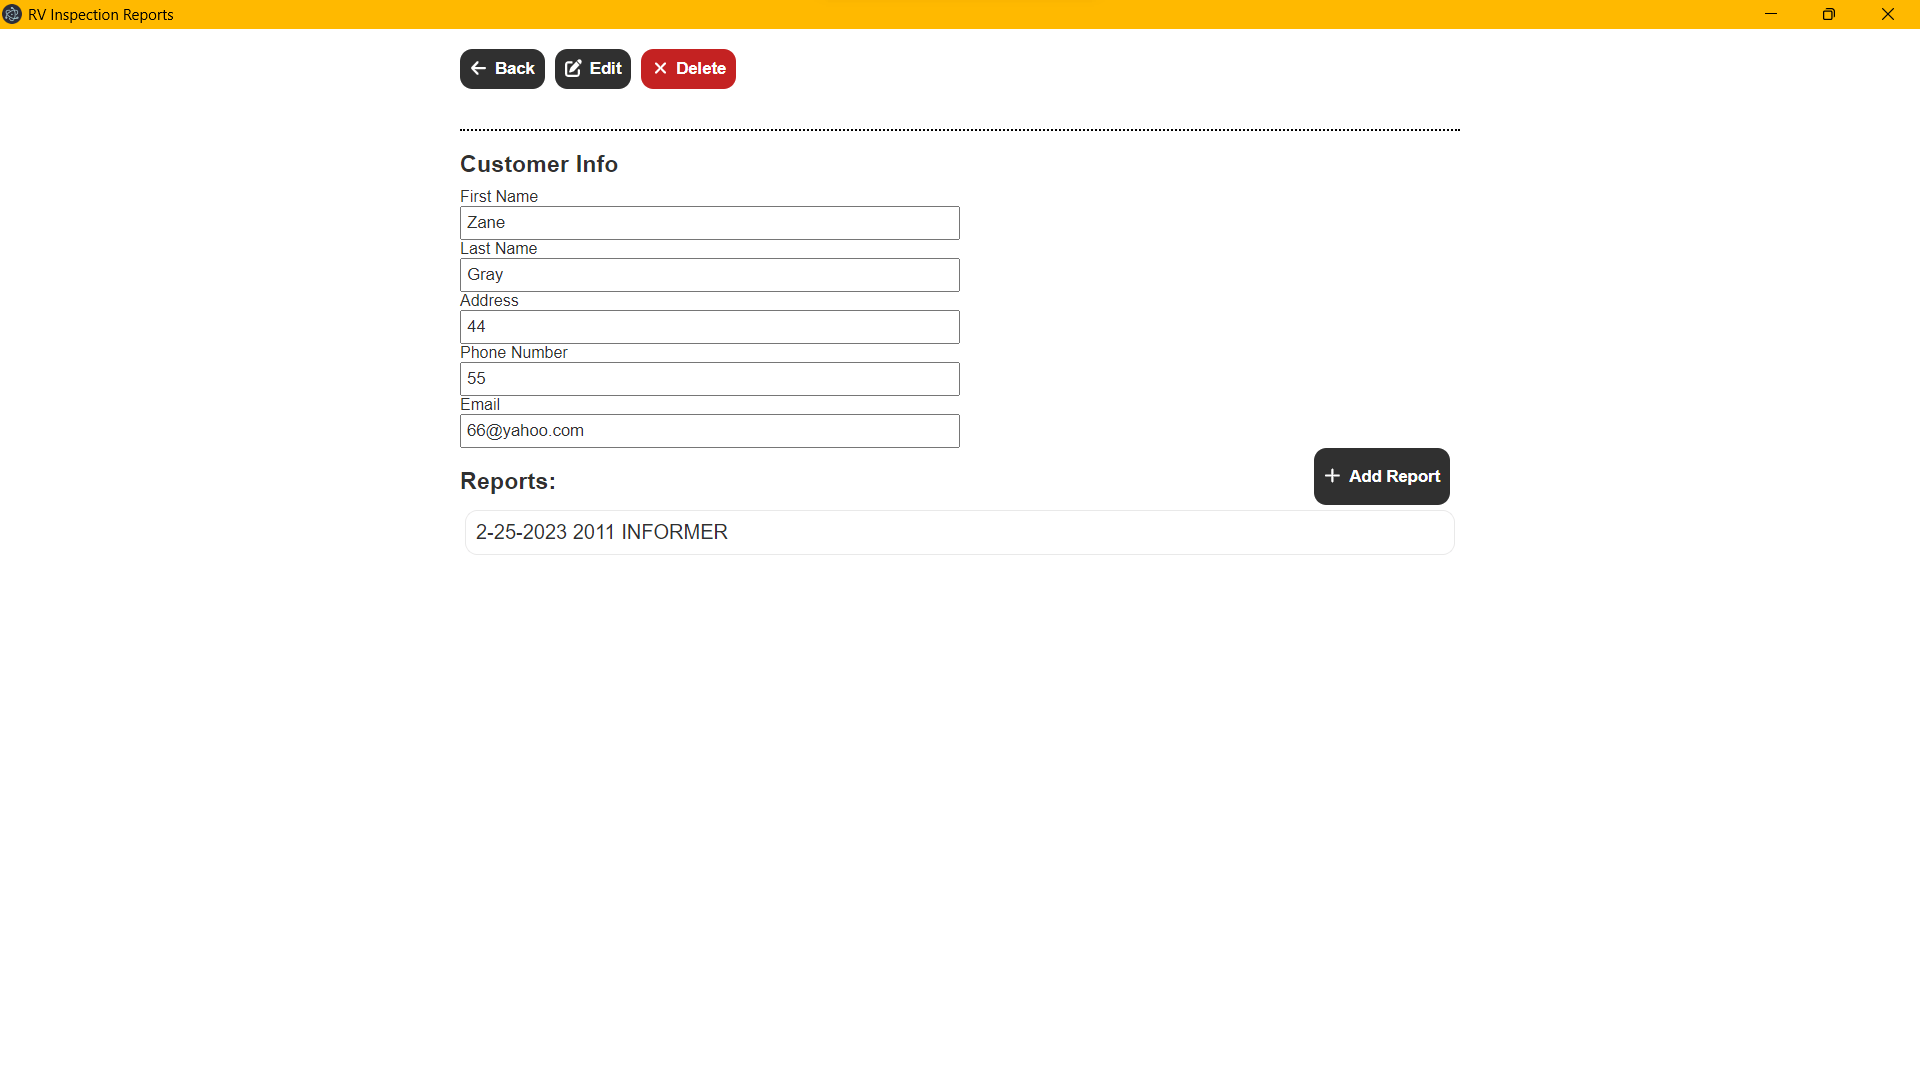 RV Inspection Reports
Back Edit Delete
Customer Info
First Name
Zane
Last Name
Gray
Address
44
Phone Number
55
Email
66@yahoo.com
Reports:
Add Report
2-25-2023 2011 INFORMER